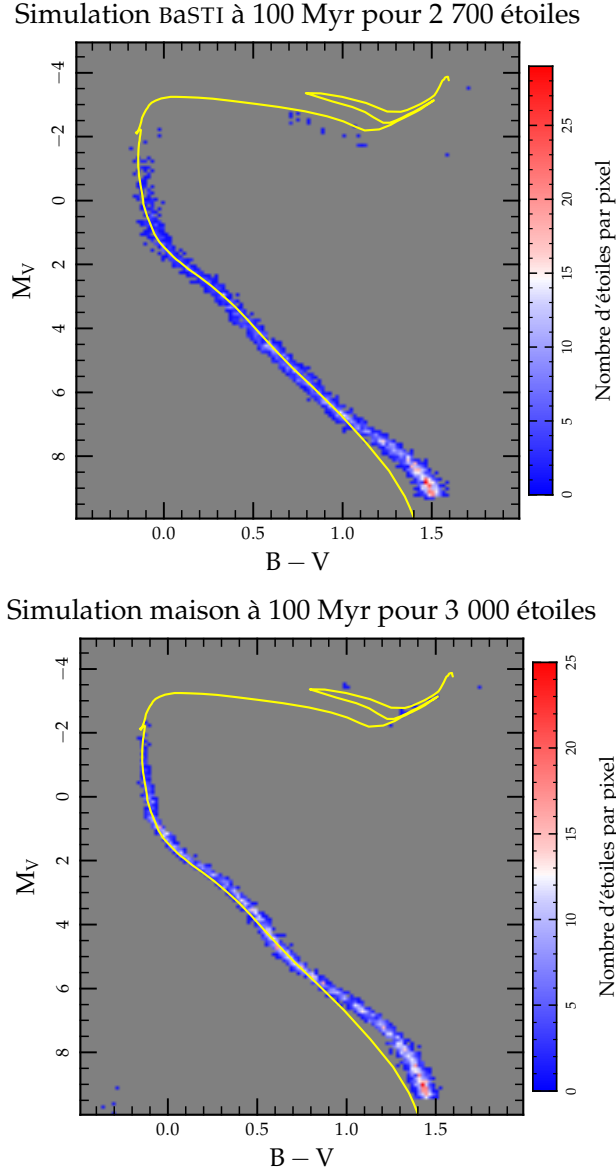 Simulation BaSTI à 100 Myr pour 2 700 étoiles
−4
−2
0
2
4
6
8
M_V
0.0 0.5 1.0 1.5
B − V
0 5 10 15 20 25
Nombre d'étoiles par pixel
Simulation maison à 100 Myr pour 3 000 étoiles
−4
−2
0
2
4
6
8
M_V
0.0 0.5 1.0 1.5
B − V
0 5 10 15 20 25
Nombre d'étoiles par pixel